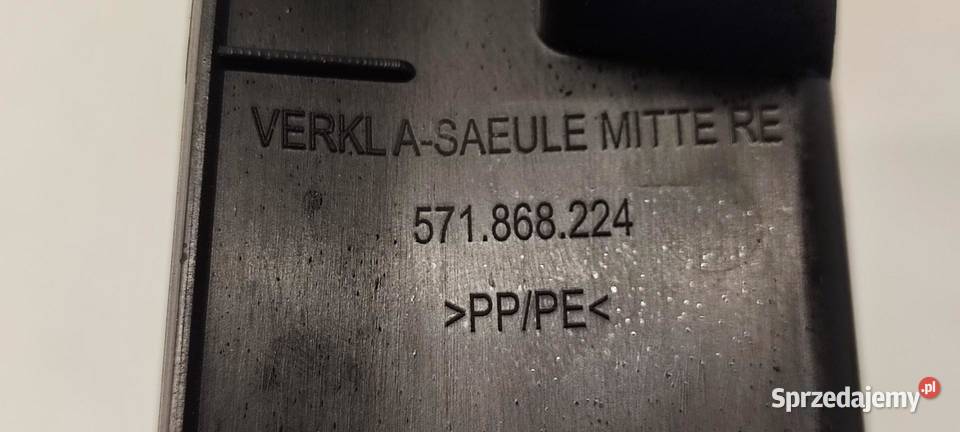 VERKL A-SAEULE MITTE RE
571.868.224
>PP/PE<
Sprzedajemy.pl